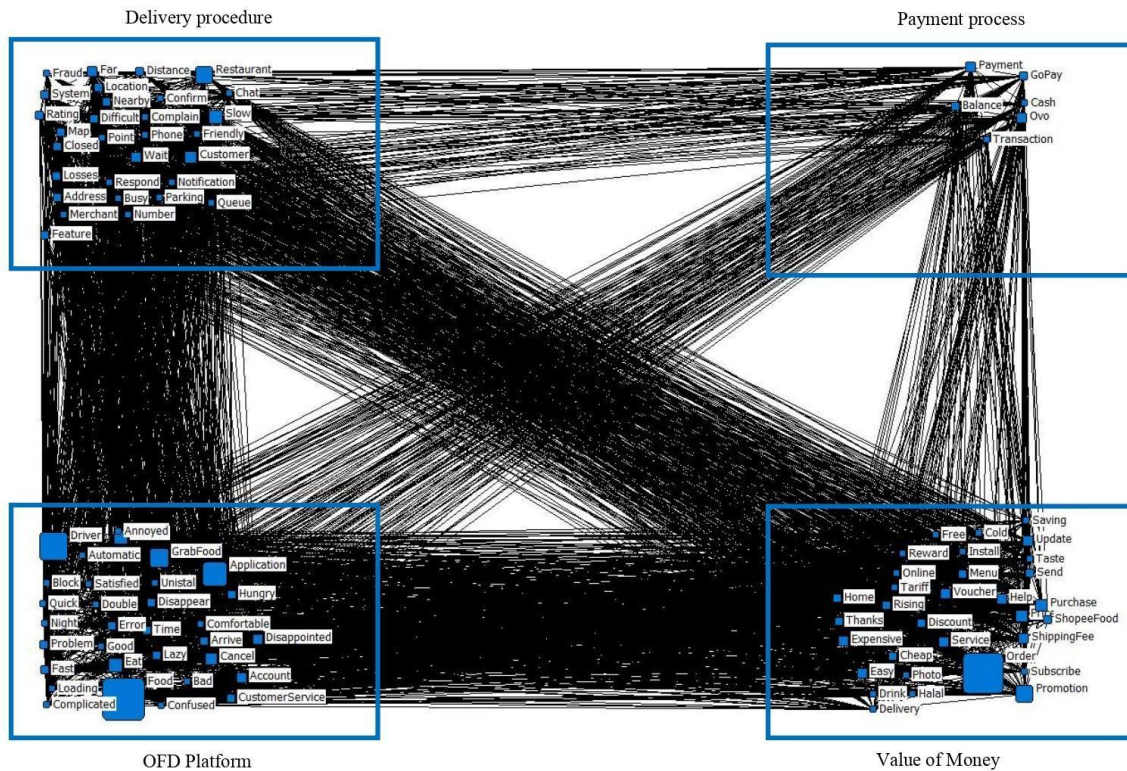 Delivery procedure
Payment process
Fraud Far Distance Restaurant
System Location Chat
Nearby Confirm
Rating Difficult Complain Slow
Map Point Phone Friendly
Closed
Wait Customer
Losses
Respond Notification
Address Busy Parking
Queue
Merchant Number
Feature
Payment
GoPay
Balance Cash
Ovo
Transaction
Driver Annoyed
Automatic GrabFood
Application
Block Satisfied Unistal
Hungry
Quick Double Disappear
Night Error Time Comfortable
Arrive Disappointed
Problem Good
Lazy Cancel
Fast Eat
Account
Loading Food Bad
CustomerService
Complicated Confused
Free Cold Saving
Update
Reward Install
Taste
Online Menu Send
Tariff
Home Voucher Help
Rising Purchase
Price
Thanks Discount ShopeeFood
Expensive Service ShippingFee
Cheap Order
Easy Photo Subscribe
Drink Halal Promotion
Delivery
OFD Platform
Value of Money